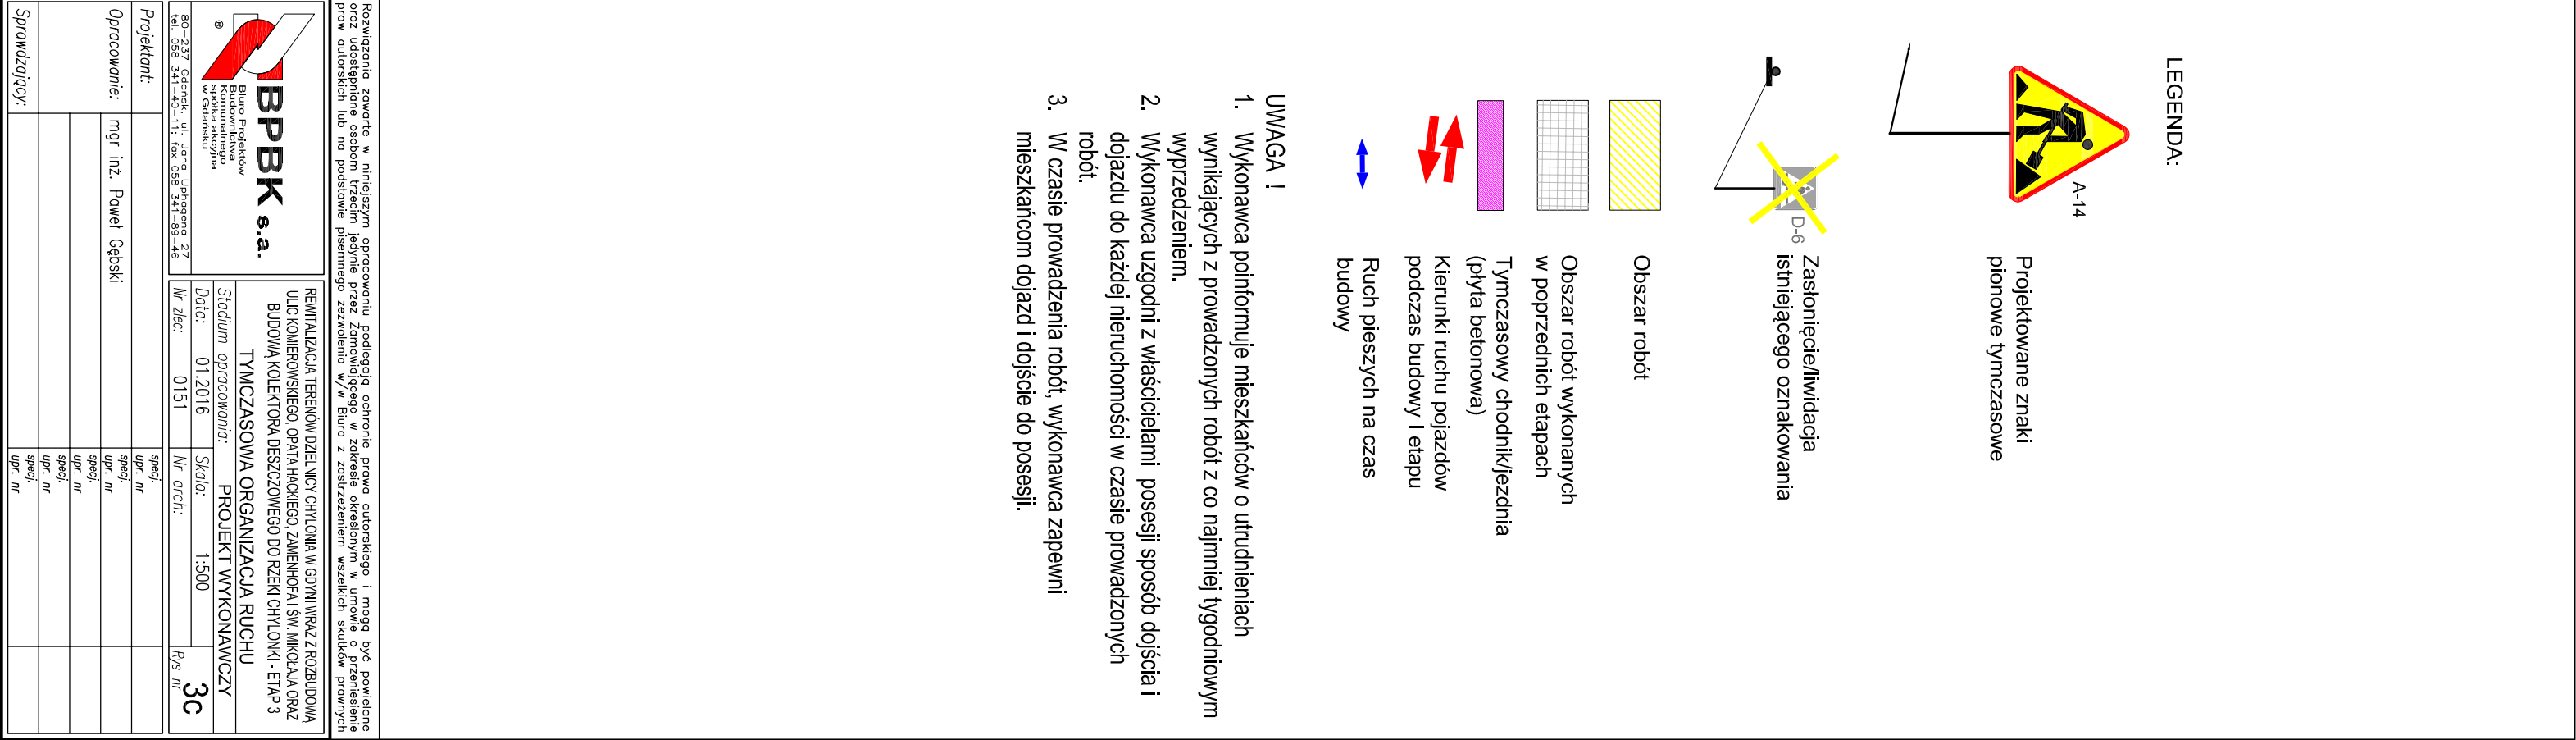 LEGENDA:
A-14
Projektowane znaki
pionowe tymczasowe
D-6
Zasłonięcie/liwidacja
istniejącego oznakowania
Obszar robót
Obszar robót wykonanych
w poprzednich etapach
Tymczasowy chodnik/jezdnia
(płyta betonowa)
Kierunki ruchu pojazdów
podczas budowy I etapu
Ruch pieszych na czas
budowy
UWAGA !
1. Wykonawca poinformuje mieszkańców o utrudnieniach
wynikających z prowadzonych robót z co najmniej tygodniowym
wyprzedzeniem.
2. Wykonawca uzgodni z właścicielami posesji sposób dojścia i
dojazdu do każdej nieruchomości w czasie prowadzonych
robót.
3. W czasie prowadzenia robót, wykonawca zapewni
mieszkańcom dojazd i dojście do posesji.
Rozwiązania zawarte w niniejszym opracowaniu podlegają ochronie prawa autorskiego i mogą być powielane
oraz udostępniane osobom trzecim jedynie przez Zamawiającego w zakresie określonym w umowie o przeniesienie
praw autorskich lub na podstawie pisemnego zezwolenia w/w Biura z zastrzeżeniem wszelkich skutków prawnych
®
BPBK s.a.
Biuro Projektów
Budownictwa
Komunalnego
spółka akcyjna
w Gdańsku
80-237 Gdańsk, ul. Jana Uphagena 27
tel. 058 341-40-11; fax 058 341-89-46
REWITALIZACJA TERENÓW DZIELNICY CHYLONIA W GDYNI WRAZ Z ROZBUDOWĄ
ULIC KOMIEROWSKIEGO, OPATA HACKIEGO, ZAMENHOFA I ŚW. MIKOŁAJA ORAZ
BUDOWĄ KOLEKTORA DESZCZOWEGO DO RZEKI CHYLONKI - ETAP 3
TYMCZASOWA ORGANIZACJA RUCHU
Stadium opracowania: PROJEKT WYKONAWCZY
Data: 01.2016 Skala: 1:500
Nr zlec: 0151 Nr arch:
Rys nr 3c
Projektant:
specj.
upr. nr
Opracowanie: mgr inż. Paweł Gębski
specj.
upr. nr
specj.
upr. nr
specj.
upr. nr
Sprawdzający:
specj.
upr. nr